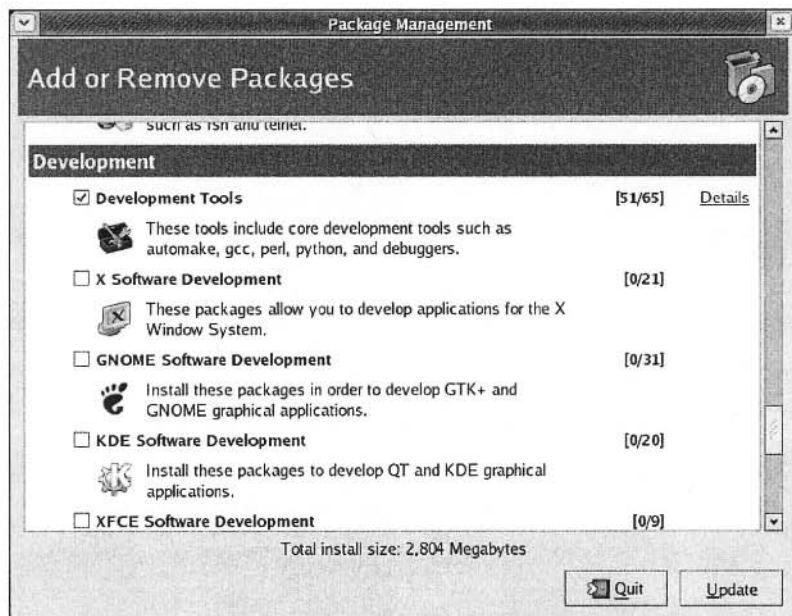 Package Management
Add or Remove Packages
such as rsh and telnet.
Development
Development Tools [51/65] Details
These tools include core development tools such as
automake, gcc, perl, python, and debuggers.
X Software Development [0/21]
These packages allow you to develop applications for the X
Window System.
GNOME Software Development [0/31]
Install these packages in order to develop GTK+ and
GNOME graphical applications.
KDE Software Development [0/20]
Install these packages to develop QT and KDE graphical
applications.
XFCE Software Development [0/9]
Total install size: 2,804 Megabytes
Quit Update